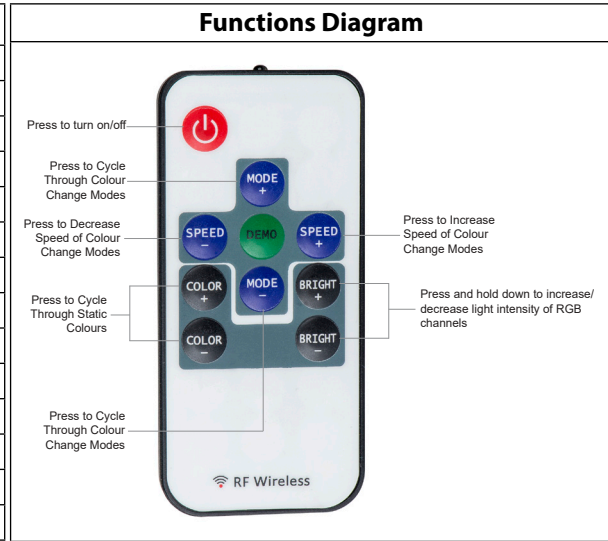 Functions Diagram
Press to turn on/off
Press to Cycle
Through Colour
Change Modes
MODE
+
Press to Decrease
Speed of Colour
Change Modes
SPEED
-
DEMO
SPEED
+
Press to Increase
Speed of Colour
Change Modes
Press to Cycle
Through Static
Colours
COLOR
+
MODE
-
BRIGHT
+
Press and hold down to increase/
decrease light intensity of RGB
channels
COLOR
-
BRIGHT
-
Press to Cycle
Through Colour
Change Modes
RF Wireless